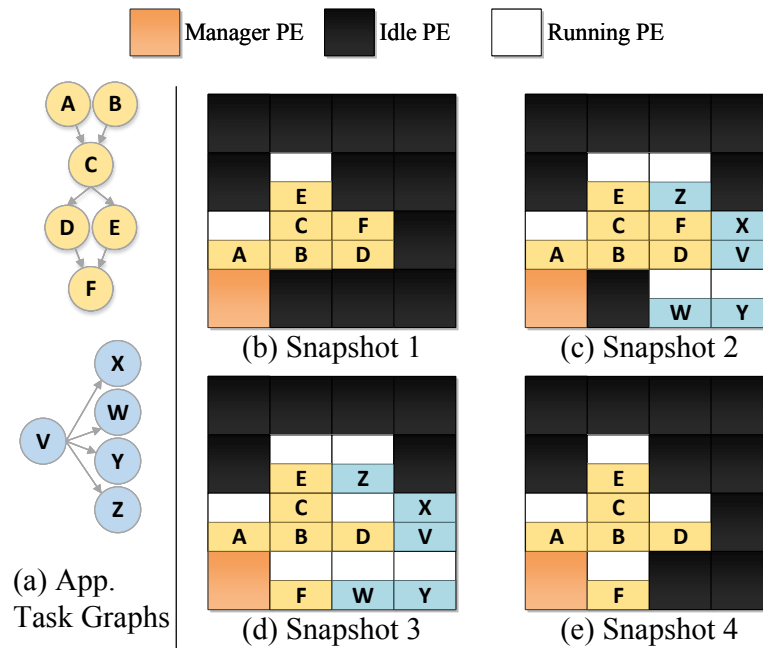 Manager PE Idle PE Running PE
A B
C
D E
F
X
W
V
Y
Z
(a) App.
Task Graphs
E
C F
A B D
(b) Snapshot 1
E Z
C F X
A B D V
W Y
(c) Snapshot 2
E Z
C X
A B D V
F W Y
(d) Snapshot 3
E
C
A B D
F
(e) Snapshot 4